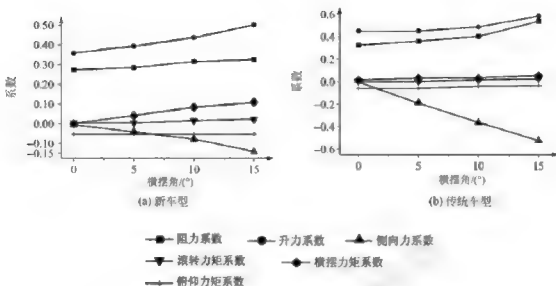 0.50
0.40
0.30
0.20
0.10
0.00
−0.10
−0.15
系数
0 5 10 15
横摆角/(°)
(a) 新车型
0.6
0.4
0.2
0.0
−0.2
−0.4
−0.6
系数
0 5 10 15
横摆角/(°)
(b) 传统车型
阻力系数 升力系数 侧向力系数
滚转力矩系数 横摆力矩系数
俯仰力矩系数